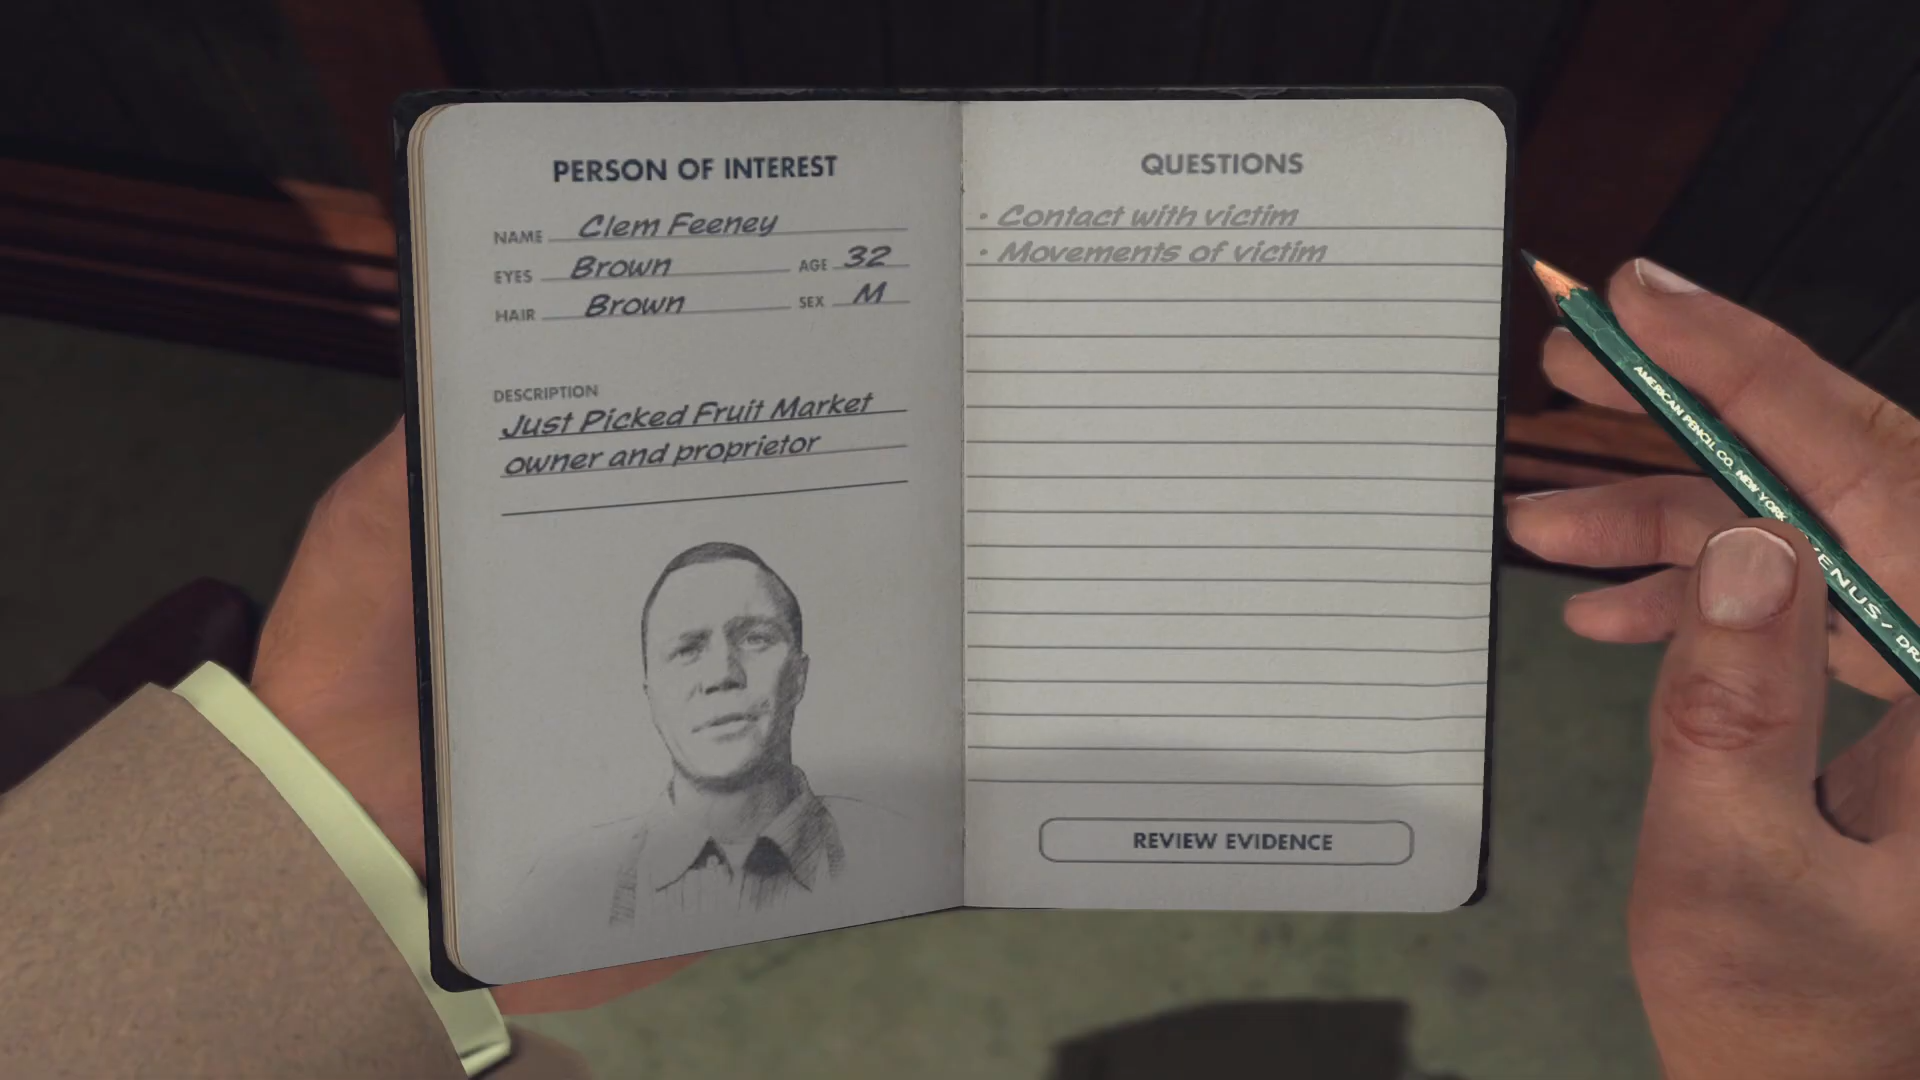 PERSON OF INTEREST
NAME Clem Feeney
EYES Brown AGE 32
HAIR Brown SEX M
DESCRIPTION
Just Picked Fruit Market
owner and proprietor
QUESTIONS
• Contact with victim
• Movements of victim
REVIEW EVIDENCE
AMERICAN PENCIL CO. NEW YORK VENUS/